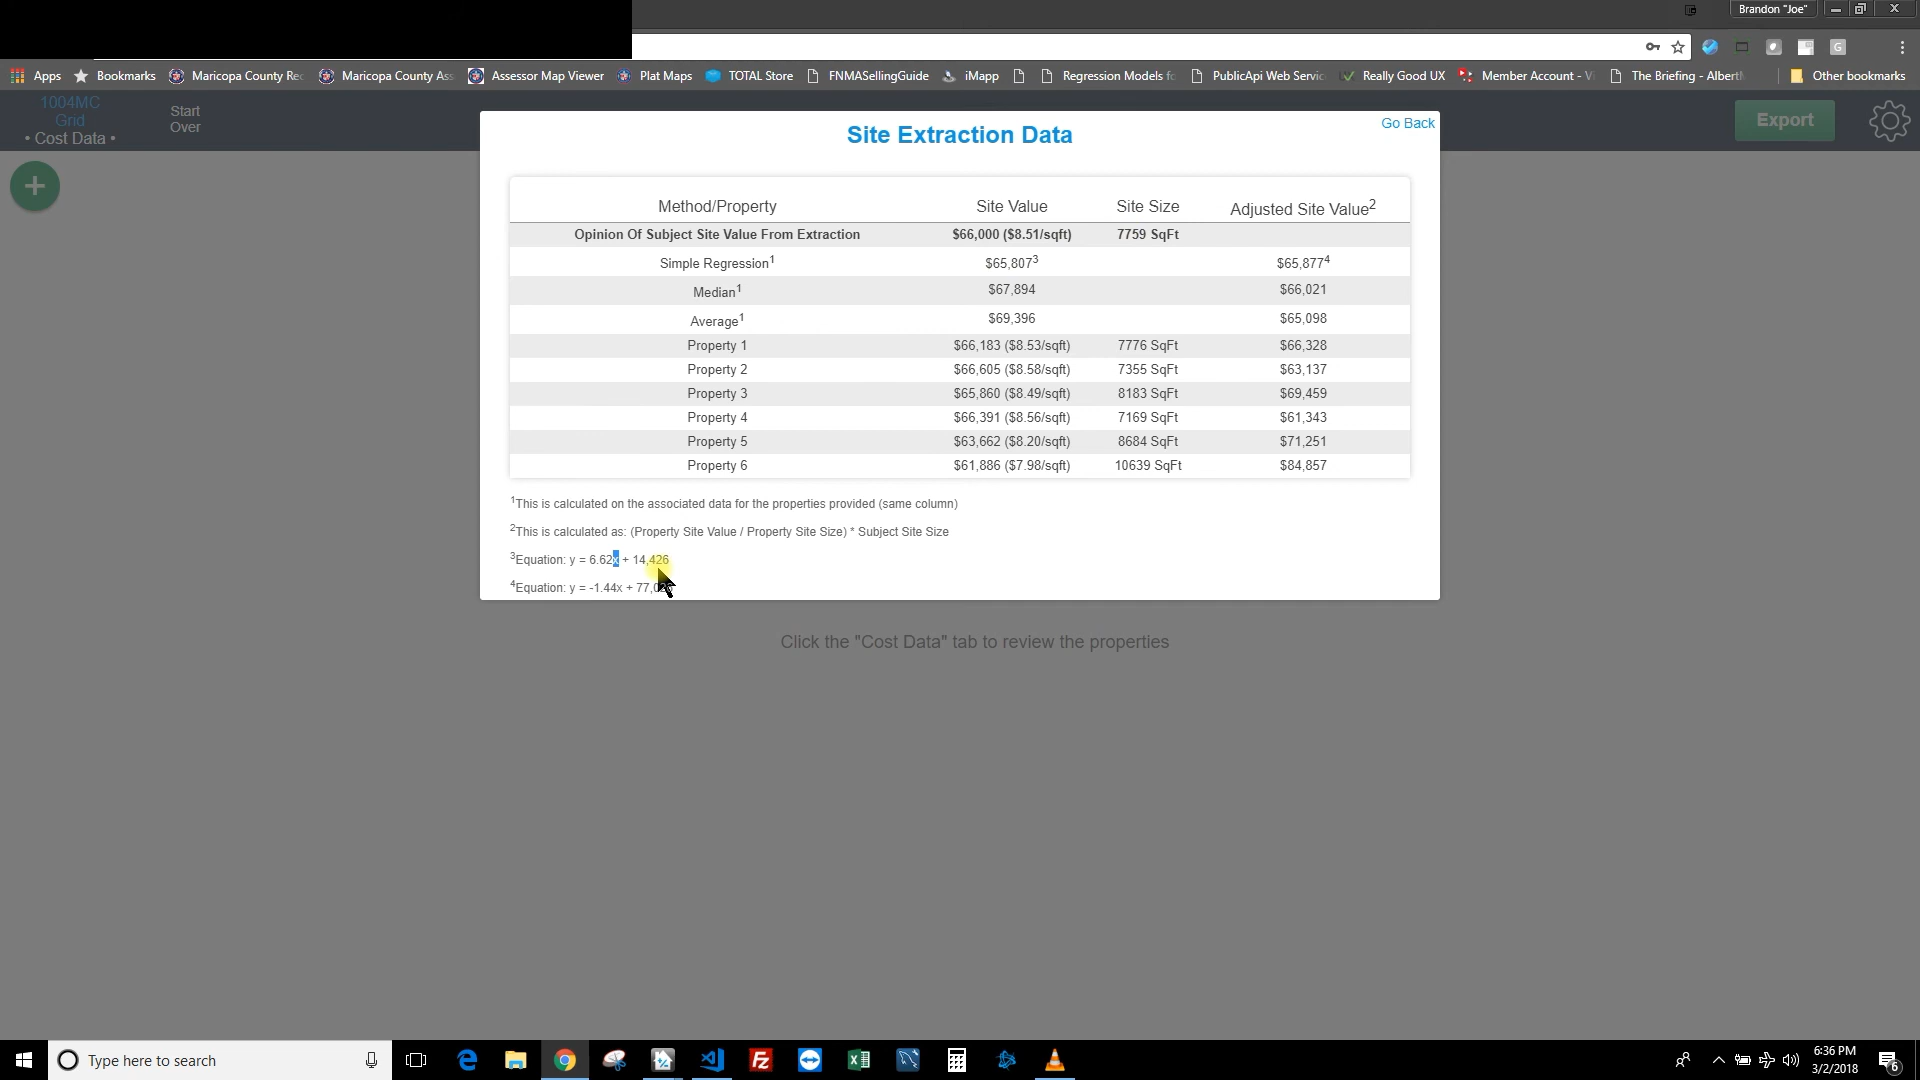 Brandon "Joe"
Apps Bookmarks Maricopa County Rec Maricopa County Ass Assessor Map Viewer Plat Maps TOTAL Store FNMASellingGuide iMapp Regression Models fo PublicApi Web Servic Really Good UX Member Account - V The Briefing - Albert Other bookmarks
1004MC
Grid
• Cost Data •
Start
Over
Export
Go Back
Site Extraction Data
Method/Property Site Value Site Size Adjusted Site Value2
Opinion Of Subject Site Value From Extraction $66,000 ($8.51/sqft) 7759 SqFt
Simple Regression1 $65,8073 $65,8774
Median1 $67,894 $66,021
Average1 $69,396 $65,098
Property 1 $66,183 ($8.53/sqft) 7776 SqFt $66,328
Property 2 $66,605 ($8.58/sqft) 7355 SqFt $63,137
Property 3 $65,860 ($8.49/sqft) 8183 SqFt $69,459
Property 4 $66,391 ($8.56/sqft) 7169 SqFt $61,343
Property 5 $63,662 ($8.20/sqft) 8684 SqFt $71,251
Property 6 $61,886 ($7.98/sqft) 10639 SqFt $84,857
1This is calculated on the associated data for the properties provided (same column)
2This is calculated as: (Property Site Value / Property Site Size) * Subject Site Size
3Equation: y = 6.62x + 14,426
4Equation: y = -1.44x +
Click the "Cost Data" tab to review the properties
Type here to search
6:36 PM
3/2/2018
6